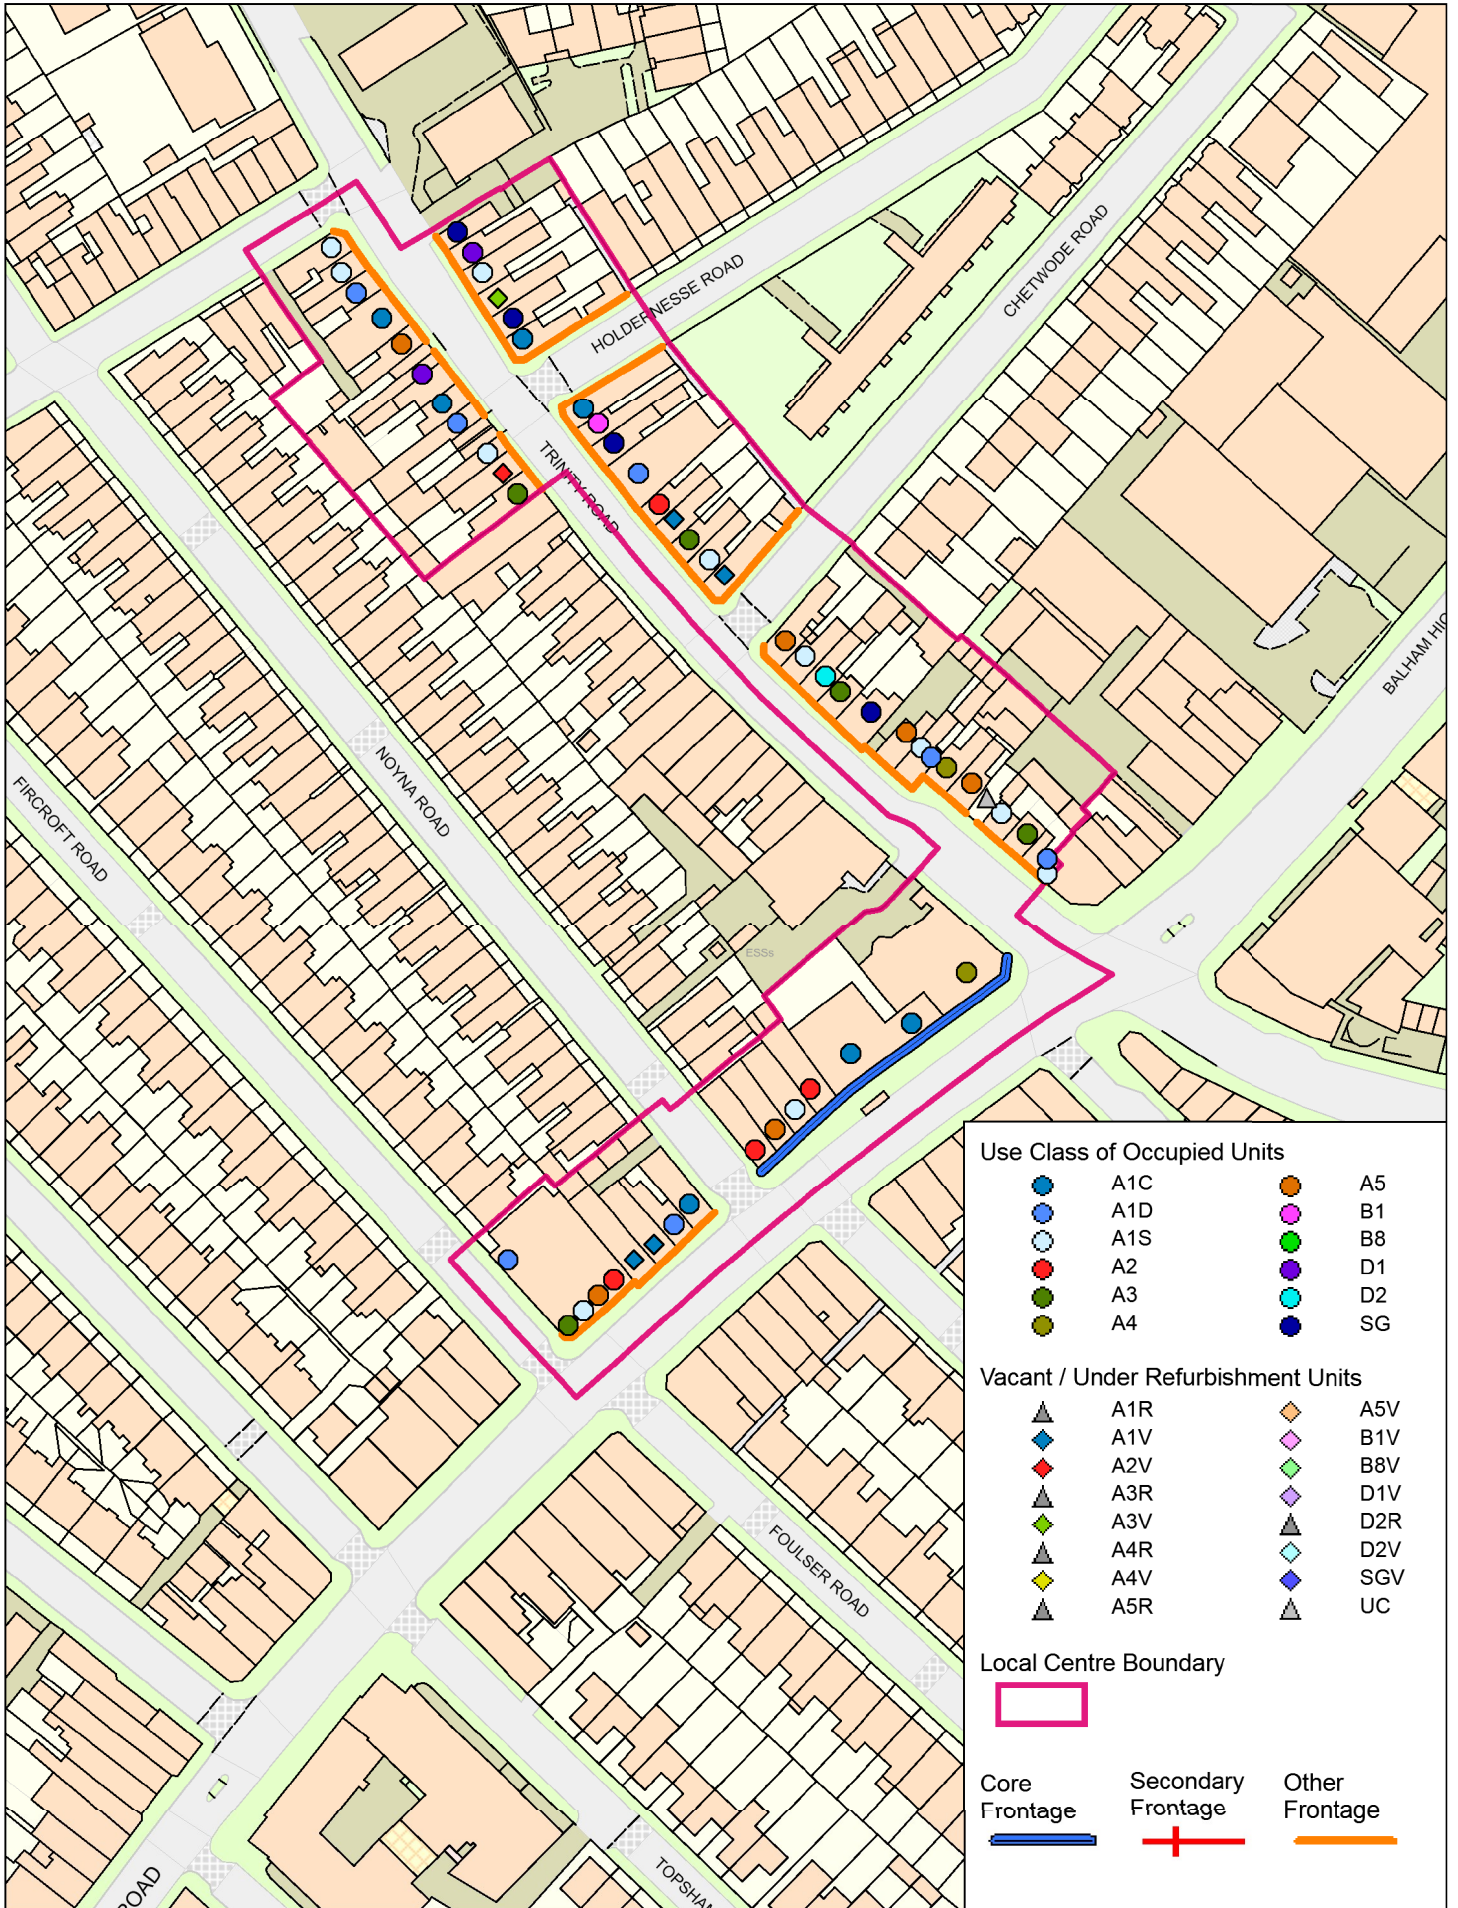 HOLDERNESSE ROAD
CHETWODE ROAD
TRINITY ROAD
BALHAM HIG
NOYNA ROAD
FIRCROFT ROAD
ESSs
FOULSER ROAD
TOPSHAM
ROAD
Use Class of Occupied Units
A1C A5
A1D B1
A1S B8
A2 D1
A3 D2
A4 SG
Vacant / Under Refurbishment Units
A1R A5V
A1V B1V
A2V B8V
A3R D1V
A3V D2R
A4R D2V
A4V SGV
A5R UC
Local Centre Boundary
Core Secondary Other
Frontage Frontage Frontage